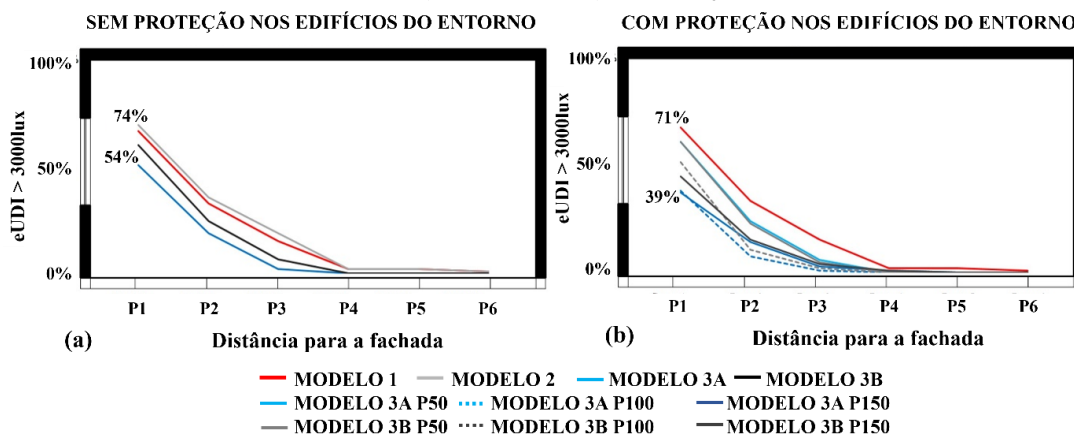 SEM PROTEÇÃO NOS EDIFÍCIOS DO ENTORNO
100%
74%
54%
50%
0%
eUDI > 3000lux
P1 P2 P3 P4 P5 P6
(a) Distância para a fachada
COM PROTEÇÃO NOS EDIFÍCIOS DO ENTORNO
100%
71%
50%
39%
0%
eUDI > 3000lux
P1 P2 P3 P4 P5 P6
(b) Distância para a fachada
MODELO 1 MODELO 2 MODELO 3A MODELO 3B
MODELO 3A P50 MODELO 3A P100 MODELO 3A P150
MODELO 3B P50 MODELO 3B P100 MODELO 3B P150